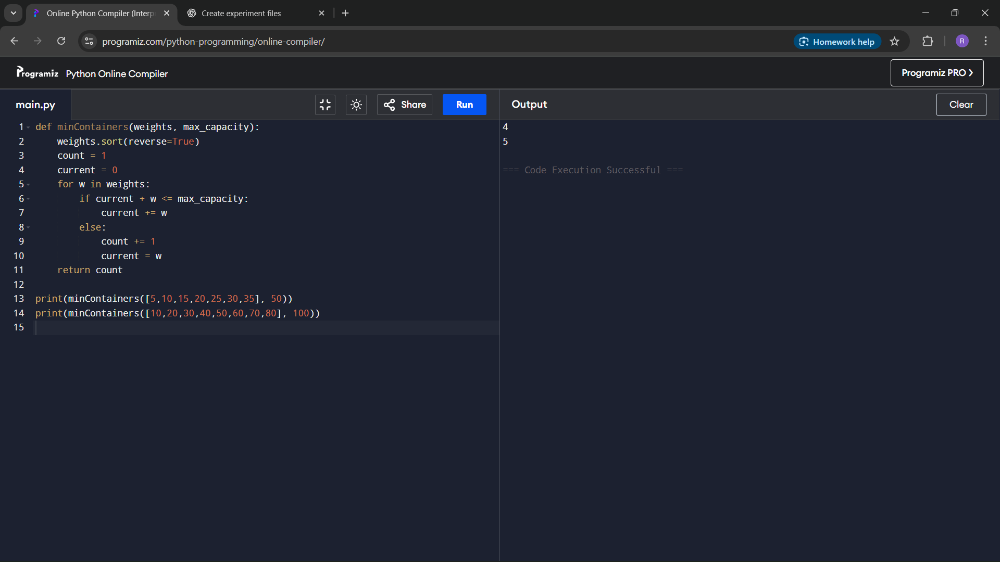 Online Python Compiler (Interp
Create experiment files
programiz.com/python-programming/online-compiler/
Homework help
R
Programiz Python Online Compiler
Programiz PRO
main.py
Share
Run
Output
Clear
1 def minContainers(weights, max_capacity):
2     weights.sort(reverse=True)
3     count = 1
4     current = 0
5     for w in weights:
6         if current + w <= max_capacity:
7             current += w
8         else:
9             count += 1
10             current = w
11     return count
12
13 print(minContainers([5,10,15,20,25,30,35], 50))
14 print(minContainers([10,20,30,40,50,60,70,80], 100))
15
4
5
=== Code Execution Successful ===